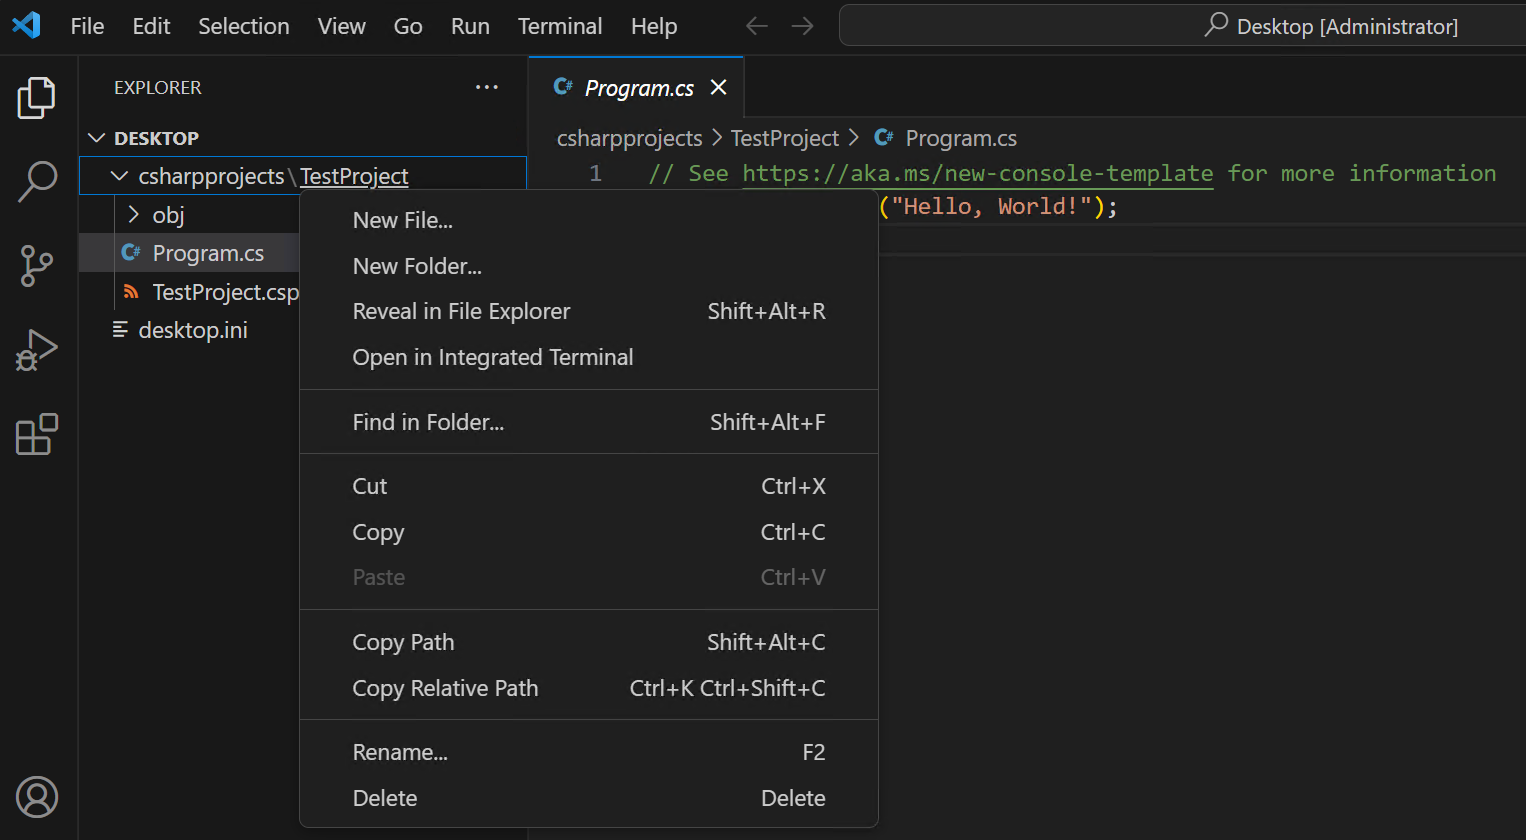 File Edit Selection View Go Run Terminal Help Desktop [Administrator]
EXPLORER ...
DESKTOP
csharpprojects\TestProject
obj
C# Program.cs
TestProject.csp
desktop.ini
C# Program.cs
csharpprojects > TestProject > C# Program.cs
1 // See https://aka.ms/new-console-template for more information
("Hello, World!");
New File...
New Folder...
Reveal in File Explorer Shift+Alt+R
Open in Integrated Terminal
Find in Folder... Shift+Alt+F
Cut Ctrl+X
Copy Ctrl+C
Paste Ctrl+V
Copy Path Shift+Alt+C
Copy Relative Path Ctrl+K Ctrl+Shift+C
Rename... F2
Delete Delete